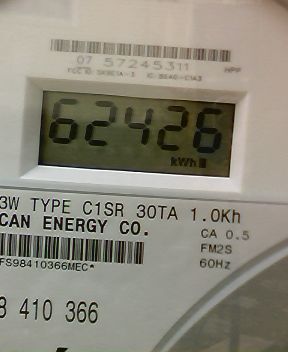 07 57245311
HPP
62426
kWh
3W TYPE C1SR 30TA 1.0Kh
CAN ENERGY CO.
CA 0.5
FM2S
60Hz
FS98410366MEC*
8 410 366